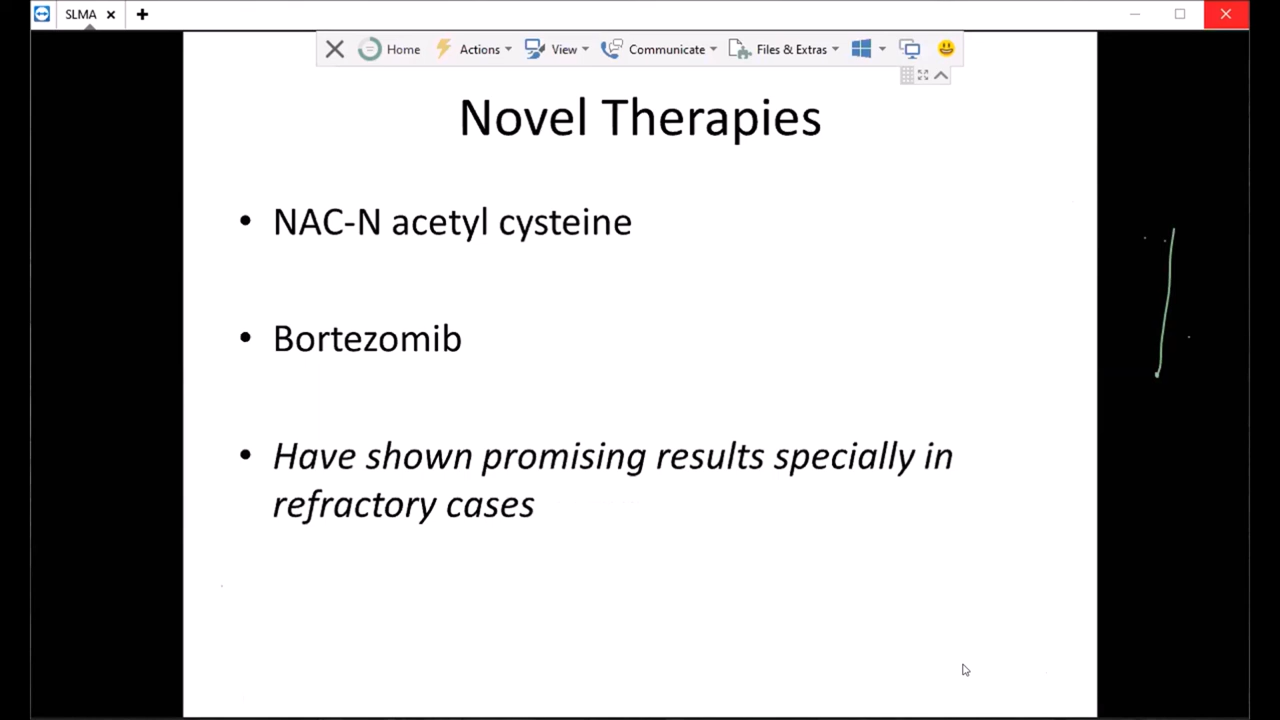 SLMA
Home Actions View Communicate Files & Extras
Novel Therapies
• NAC-N acetyl cysteine
• Bortezomib
• Have shown promising results specially in
refractory cases